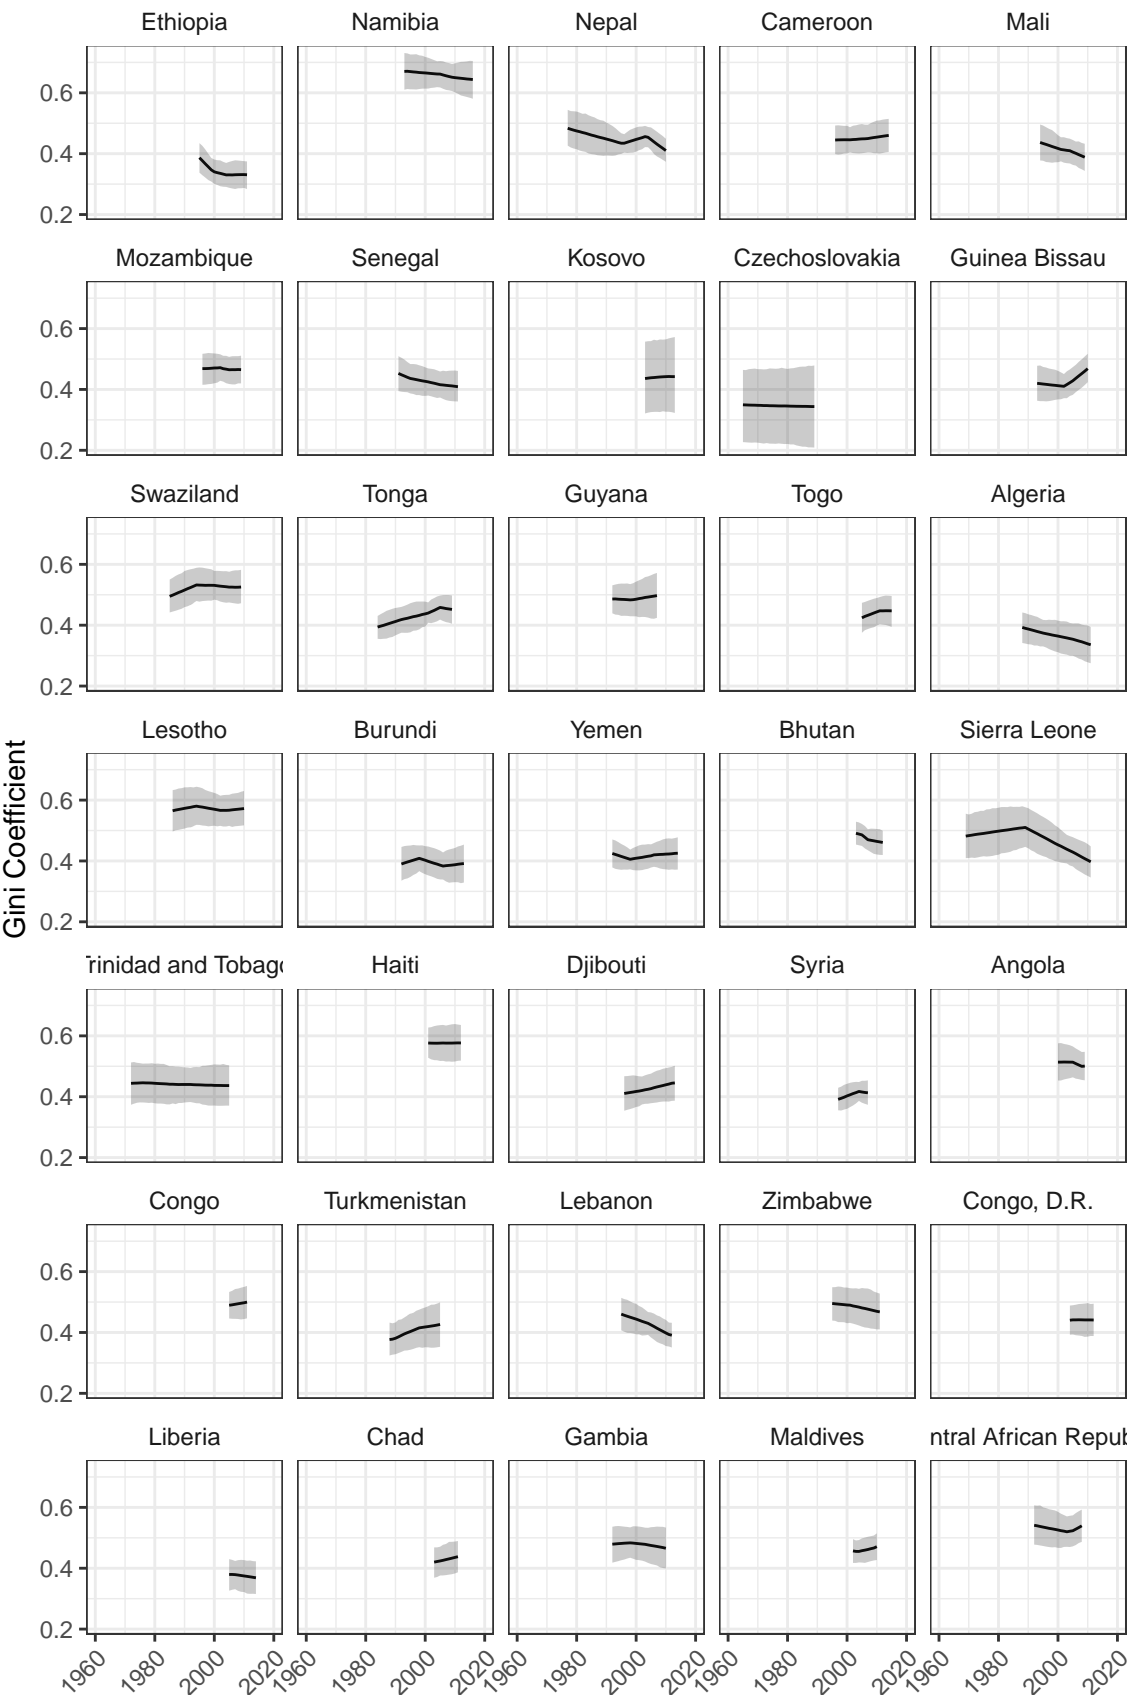 Ethiopia Namibia Nepal Cameroon Mali
0.6
0.4
0.2
Mozambique Senegal Kosovo Czechoslovakia Guinea Bissau
0.6
0.4
0.2
Swaziland Tonga Guyana Togo Algeria
0.6
0.4
0.2
Lesotho Burundi Yemen Bhutan Sierra Leone
0.6
0.4
0.2
Gini Coefficient
Trinidad and Tobago Haiti Djibouti Syria Angola
0.6
0.4
0.2
Congo Turkmenistan Lebanon Zimbabwe Congo, D.R.
0.6
0.4
0.2
Liberia Chad Gambia Maldives ntral African Repub
0.6
0.4
0.2
1960 1980 2000 2020 1960 1980 2000 2020 1960 1980 2000 2020 1960 1980 2000 2020 1960 1980 2000 2020